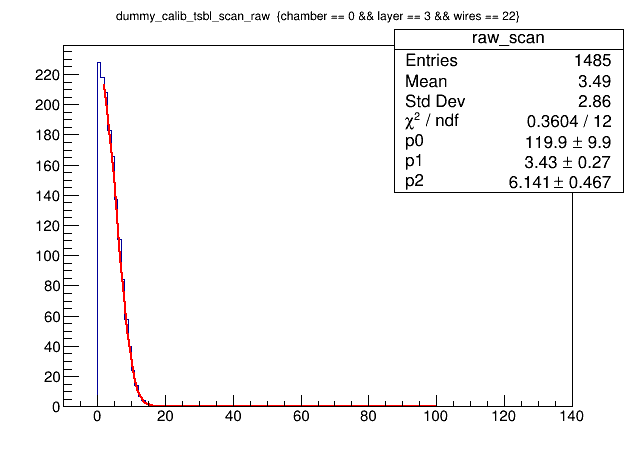 dummy_calib_tsbl_scan_raw {chamber == 0 && layer == 3 && wires == 22}
raw_scan
Entries 1485
Mean 3.49
Std Dev 2.86
χ² / ndf 0.3604 / 12
p0 119.9 ± 9.9
p1 3.43 ± 0.27
p2 6.141 ± 0.467
220
200
180
160
140
120
100
80
60
40
20
0
0 20 40 60 80 100 120 140